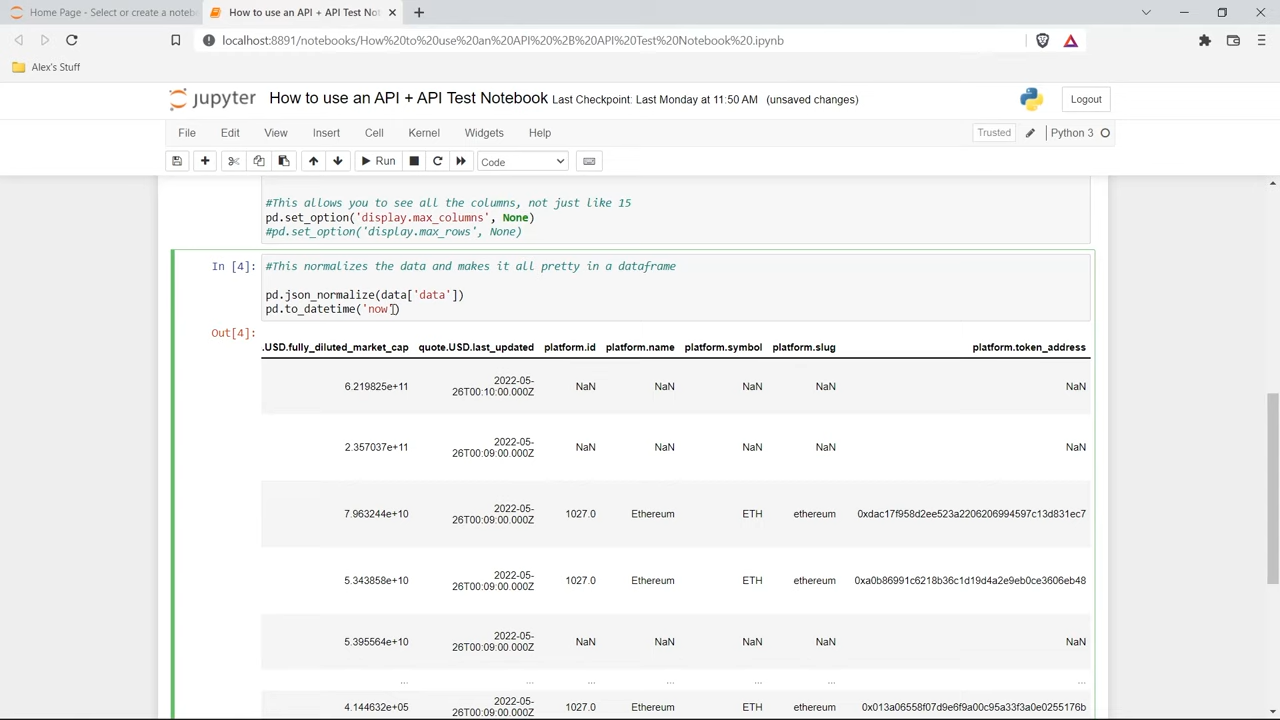 Home Page - Select or create a noteb
How to use an API + API Test Not
localhost:8891/notebooks/How%20to%20use%20an%20API%20%2B%20API%20Test%20Notebook%20.ipynb
Alex's Stuff
jupyter How to use an API + API Test Notebook Last Checkpoint: Last Monday at 11:50 AM (unsaved changes)
Logout
File Edit View Insert Cell Kernel Widgets Help
Trusted Python 3
Run Code
#This allows you to see all the columns, not just like 15
pd.set_option('display.max_columns', None)
#pd.set_option('display.max_rows', None)
In [4]: #This normalizes the data and makes it all pretty in a dataframe
pd.json_normalize(data['data'])
pd.to_datetime('now')
Out[4]:
.USD.fully_diluted_market_cap quote.USD.last_updated platform.id platform.name platform.symbol platform.slug platform.token_address
6.219825e+11 2022-05-26T00:10:00.000Z NaN NaN NaN NaN NaN
2.357037e+11 2022-05-26T00:09:00.000Z NaN NaN NaN NaN NaN
7.963244e+10 2022-05-26T00:09:00.000Z 1027.0 Ethereum ETH ethereum 0xdac17f958d2ee523a2206206994597c13d831ec7
5.343858e+10 2022-05-26T00:09:00.000Z 1027.0 Ethereum ETH ethereum 0xa0b86991c6218b36c1d19d4a2e9eb0ce3606eb48
5.395564e+10 2022-05-26T00:09:00.000Z NaN NaN NaN NaN NaN
... ... ... ... ... ... ...
4.144632e+05 1027.0 Ethereum ETH ethereum 0x013a06558f07d9e6f9a00c95a33f3a0e0255176b